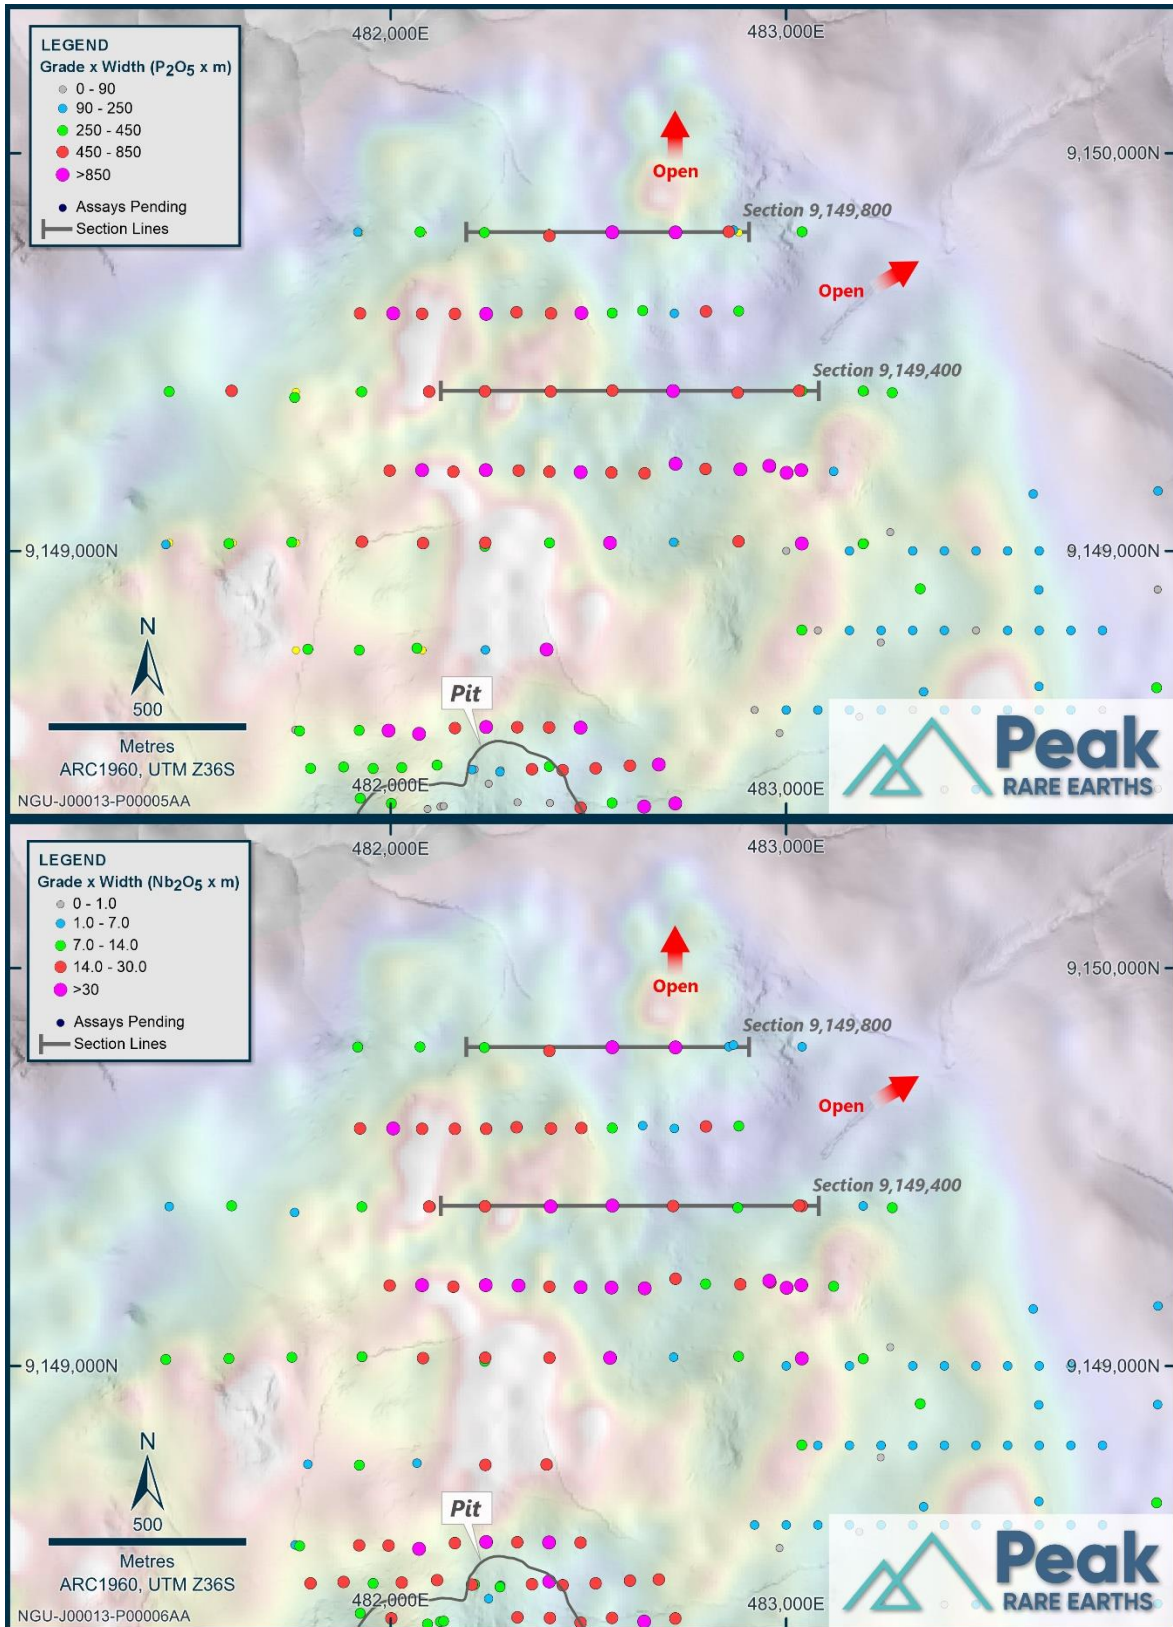 482,000E
483,000E
LEGEND
Grade x Width (P₂O₅ x m)
0 - 90
90 - 250
250 - 450
450 - 850
>850
Assays Pending
Section Lines
Open
9,150,000N
Section 9,149,800
Open
Section 9,149,400
9,149,000N
9,149,000N
N
500
Metres
ARC1960, UTM Z36S
NGU-J00013-P00005AA
Pit
482,000E
483,000E
Peak
RARE EARTHS
482,000E
483,000E
LEGEND
Grade x Width (Nb₂O₅ x m)
0 - 1.0
1.0 - 7.0
7.0 - 14.0
14.0 - 30.0
>30
Assays Pending
Section Lines
Open
9,150,000N
Section 9,149,800
Open
Section 9,149,400
9,149,000N
9,149,000N
N
500
Metres
ARC1960, UTM Z36S
NGU-J00013-P00006AA
Pit
482,000E
483,000E
Peak
RARE EARTHS